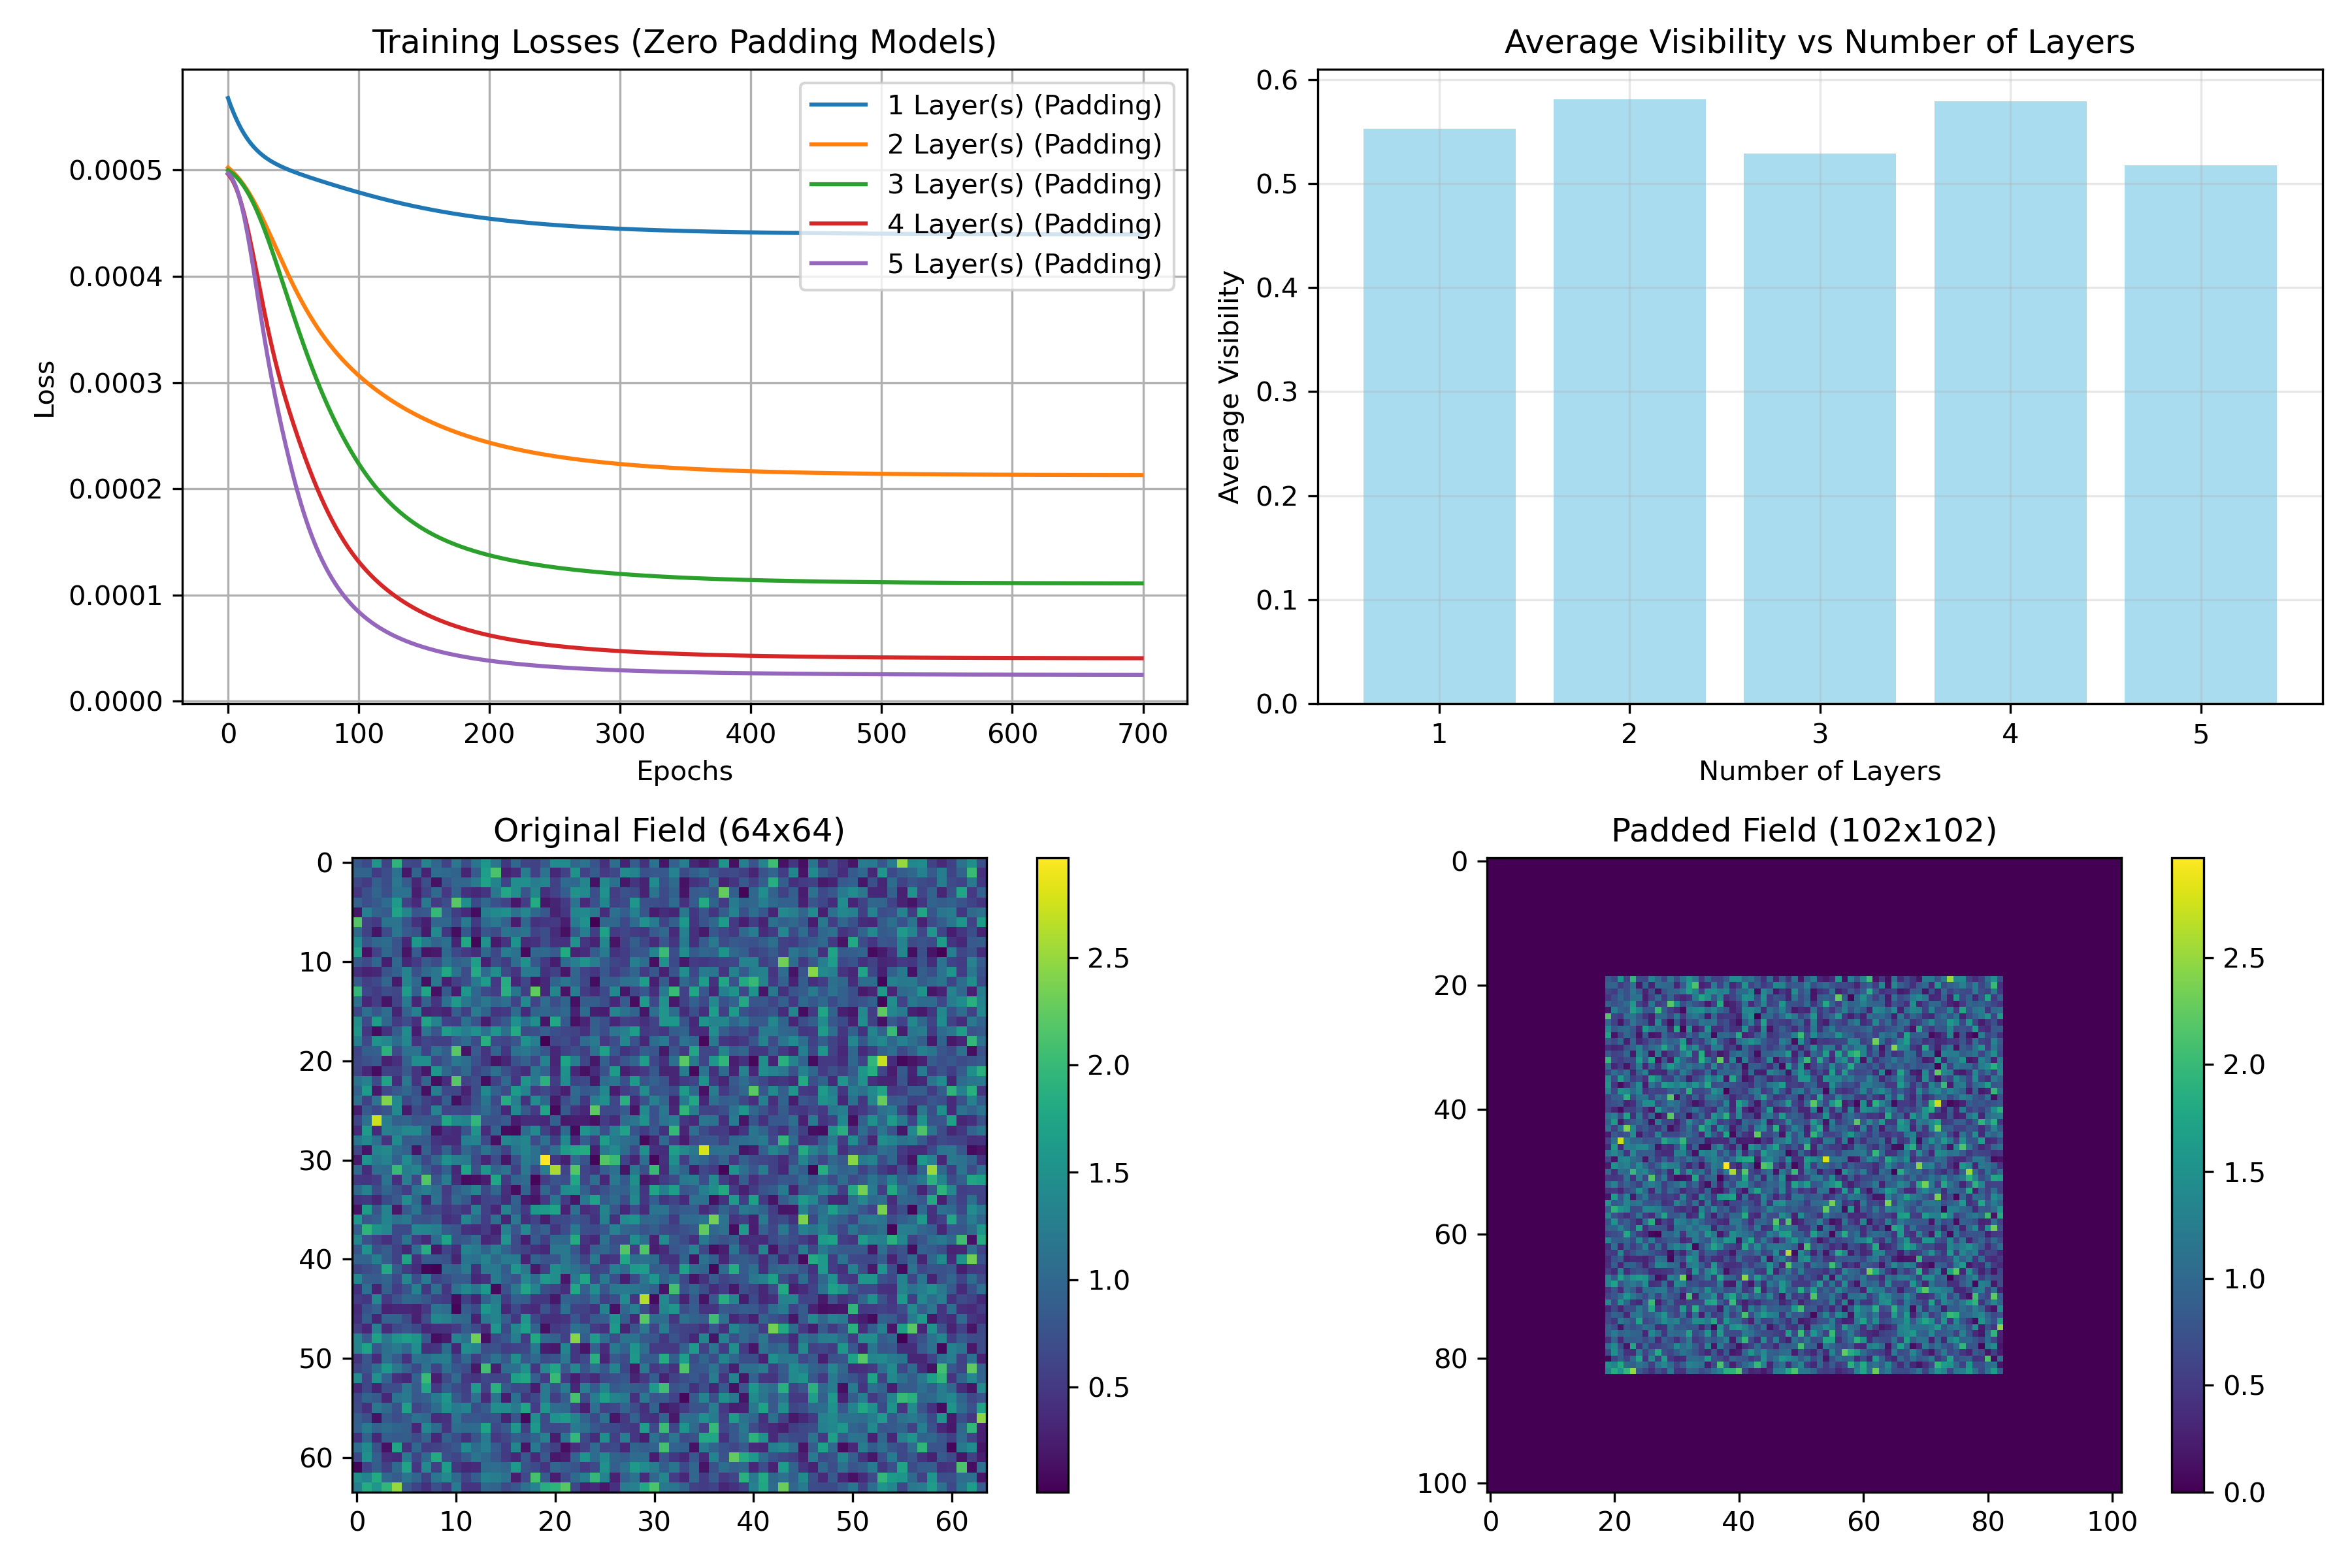 Training Losses (Zero Padding Models)
1 Layer(s) (Padding)
2 Layer(s) (Padding)
3 Layer(s) (Padding)
4 Layer(s) (Padding)
5 Layer(s) (Padding)
0.0005
0.0004
0.0003
0.0002
0.0001
0.0000
Loss
0 100 200 300 400 500 600 700
Epochs
Average Visibility vs Number of Layers
0.6
0.5
0.4
0.3
0.2
0.1
0.0
Average Visibility
1 2 3 4 5
Number of Layers
Original Field (64x64)
0
10
20
30
40
50
60
0 10 20 30 40 50 60
2.5
2.0
1.5
1.0
0.5
Padded Field (102x102)
0
20
40
60
80
100
0 20 40 60 80 100
2.5
2.0
1.5
1.0
0.5
0.0